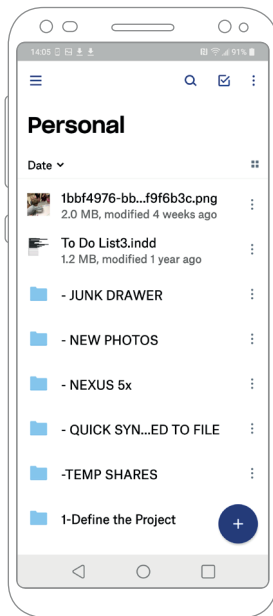 14:05
91%
Personal
Date
1bbf4976-bb...f9f6b3c.png
2.0 MB, modified 4 weeks ago
To Do List3.indd
1.2 MB, modified 1 year ago
- JUNK DRAWER
- NEW PHOTOS
- NEXUS 5x
- QUICK SYN...ED TO FILE
-TEMP SHARES
1-Define the Project